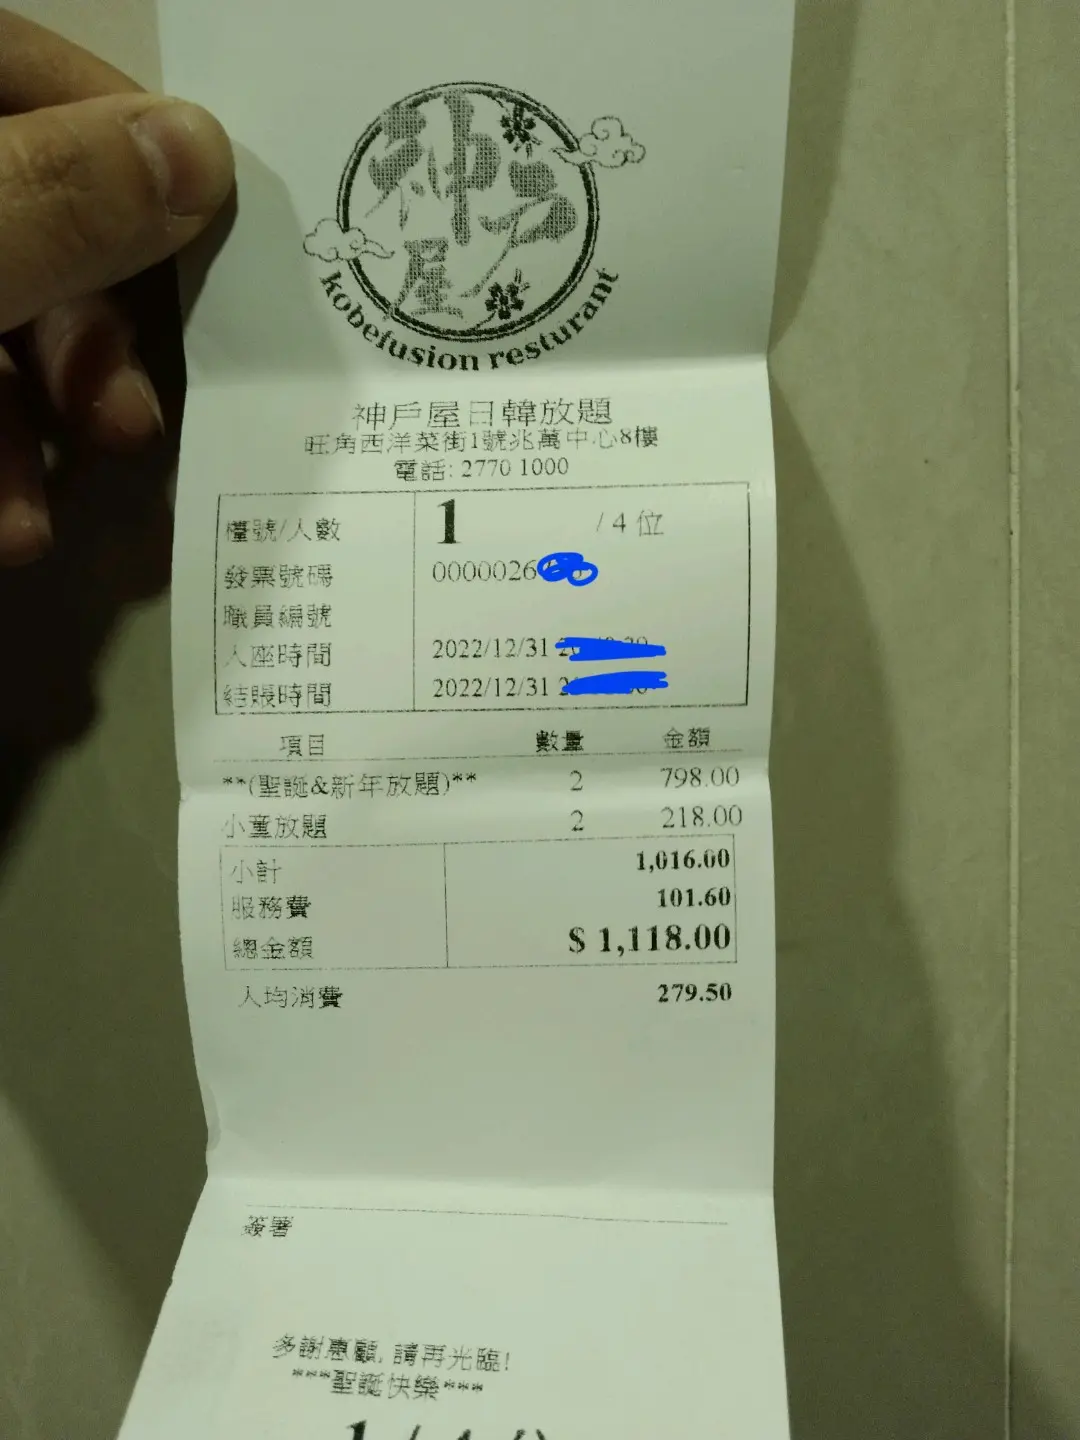 神戶屋
kobefusion resturant
神戶屋日韓放題
旺角西洋菜街1號兆萬中心8樓
電話: 2770 1000
檯號/人數 1 / 4 位
發票號碼 0000026
職員編號
入座時間 2022/12/31
結賬時間 2022/12/31
項目 數量 金額
**(聖誕&新年放題)** 2 798.00
小童放題 2 218.00
小計 1,016.00
服務費 101.60
總金額 $ 1,118.00
人均消費 279.50
簽署
多謝惠顧, 請再光臨!
***聖誕快樂***